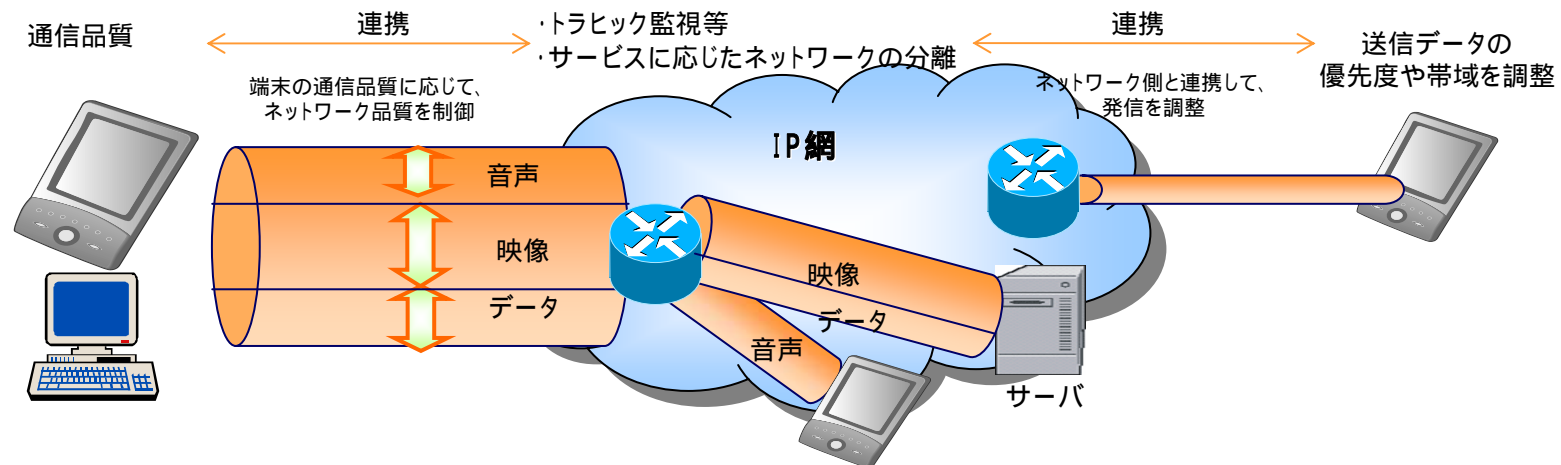 通信品質
連携
・トラヒック監視等
・サービスに応じたネットワークの分離
連携
送信データの
優先度や帯域を調整
端末の通信品質に応じて、
ネットワーク品質を制御
ネットワーク側と連携して、
発信を調整
IP網
音声
映像
データ
映像
データ
音声
サーバ